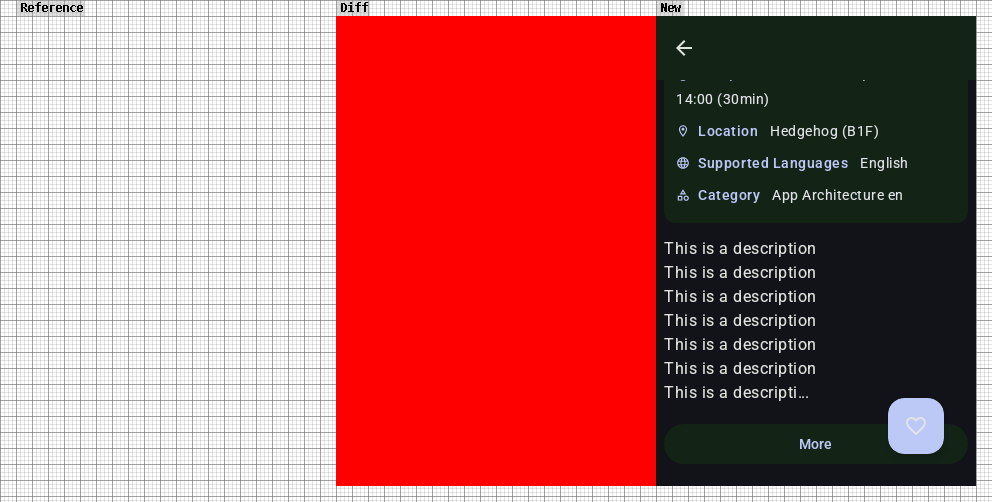 Reference
Diff
New
14:00 (30min)
Location Hedgehog (B1F)
Supported Languages English
Category App Architecture en
This is a description
This is a description
This is a description
This is a description
This is a description
This is a description
This is a descripti...
More